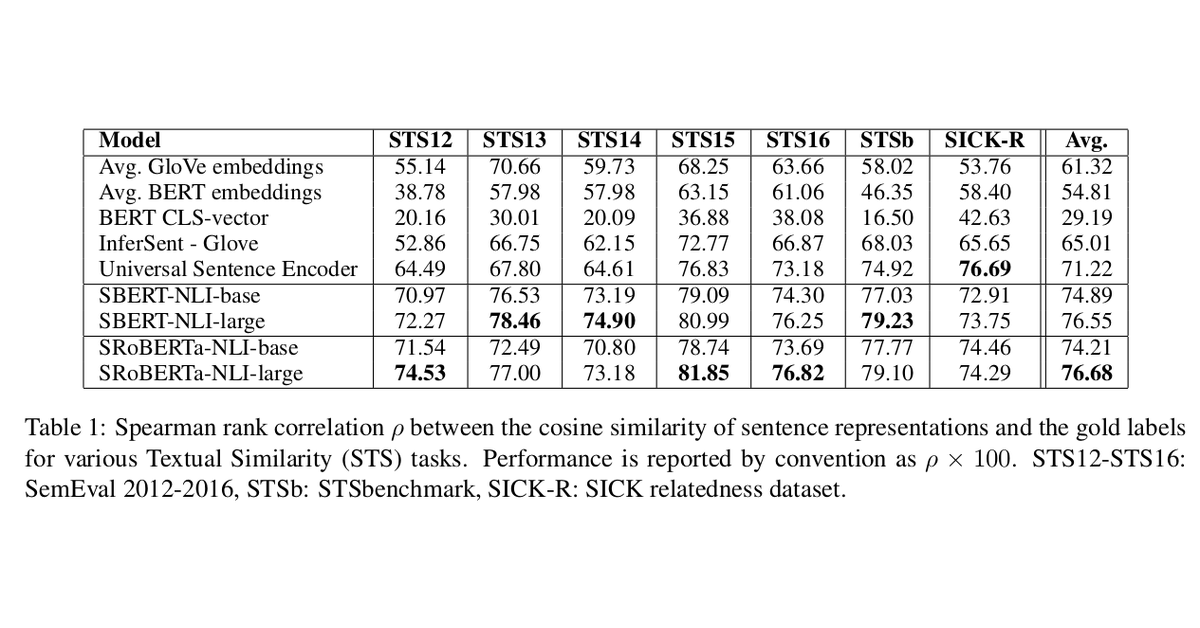 Model STS12 STS13 STS14 STS15 STS16 STSb SICK-R Avg.
Avg. GloVe embeddings 55.14 70.66 59.73 68.25 63.66 58.02 53.76 61.32
Avg. BERT embeddings 38.78 57.98 57.98 63.15 61.06 46.35 58.40 54.81
BERT CLS-vector 20.16 30.01 20.09 36.88 38.08 16.50 42.63 29.19
InferSent - Glove 52.86 66.75 62.15 72.77 66.87 68.03 65.65 65.01
Universal Sentence Encoder 64.49 67.80 64.61 76.83 73.18 74.92 76.69 71.22
SBERT-NLI-base 70.97 76.53 73.19 79.09 74.30 77.03 72.91 74.89
SBERT-NLI-large 72.27 78.46 74.90 80.99 76.25 79.23 73.75 76.55
SRoBERTa-NLI-base 71.54 72.49 70.80 78.74 73.69 77.77 74.46 74.21
SRoBERTa-NLI-large 74.53 77.00 73.18 81.85 76.82 79.10 74.29 76.68
Table 1: Spearman rank correlation ρ between the cosine similarity of sentence representations and the gold labels
for various Textual Similarity (STS) tasks. Performance is reported by convention as ρ × 100. STS12-STS16:
SemEval 2012-2016, STSb: STSbenchmark, SICK-R: SICK relatedness dataset.